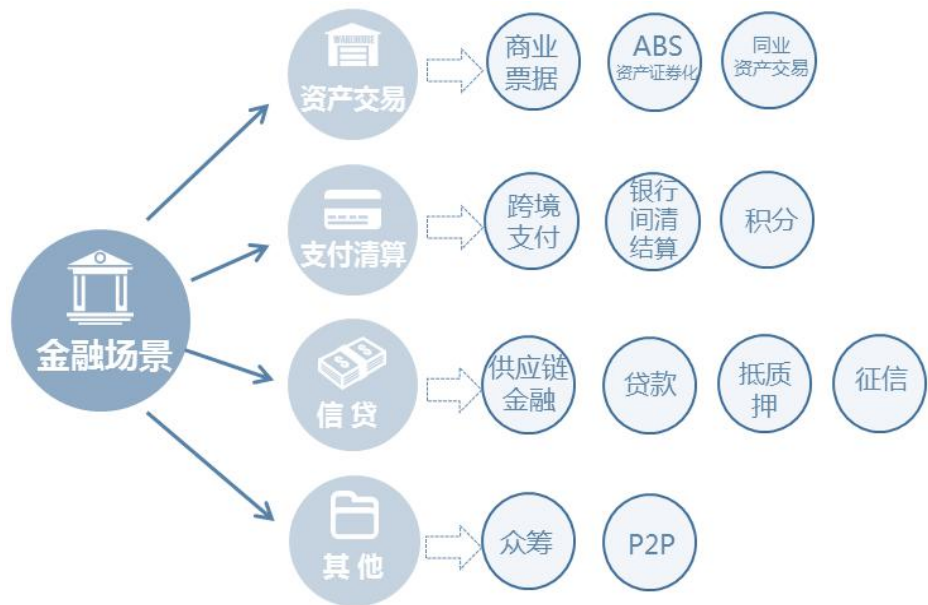 WAREHOUSE
资产交易
商业
票据
ABS
资产证券化
同业
资产交易
支付清算
跨境
支付
银行
间清
结算
积分
金融场景
$ $
信 贷
供应链
金融
贷款
抵质
押
征信
其 他
众筹
P2P